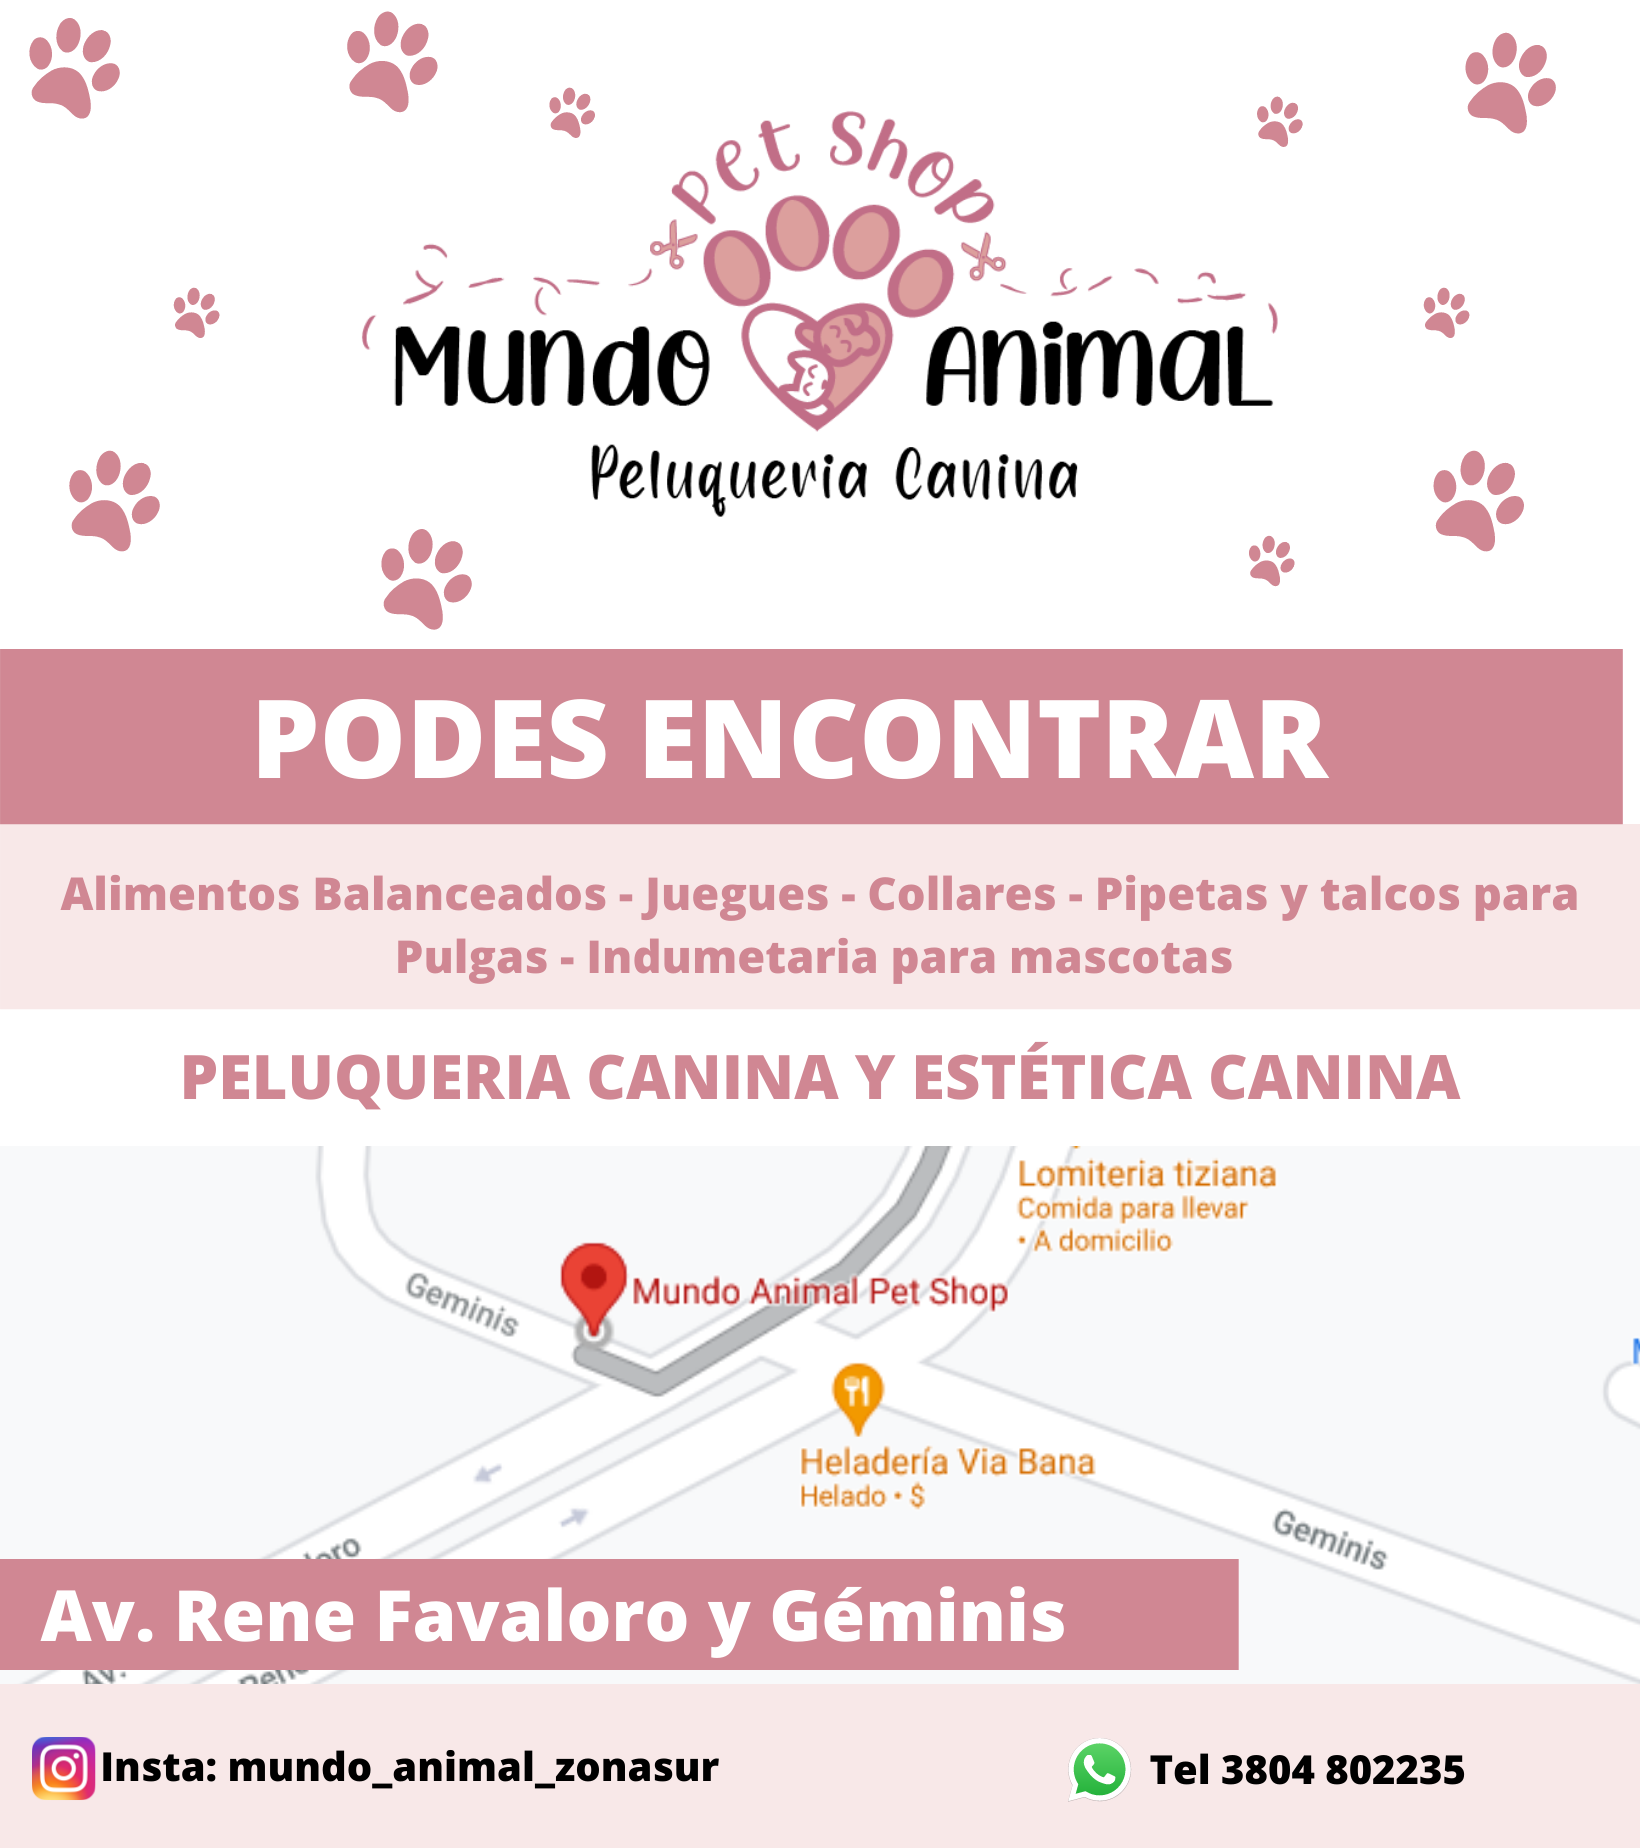 Pet Shop
Mundo Animal
Peluqueria Canina
PODES ENCONTRAR
Alimentos Balanceados - Juegues - Collares - Pipetas y talcos para
Pulgas - Indumetaria para mascotas
PELUQUERIA CANINA Y ESTÉTICA CANINA
Lomiteria tiziana
Comida para llevar
• A domicilio
Geminis
Mundo Animal Pet Shop
Heladería Via Bana
Helado • $
Geminis
Av. Rene Favaloro y Géminis
Av.
Insta: mundo_animal_zonasur
Tel 3804 802235